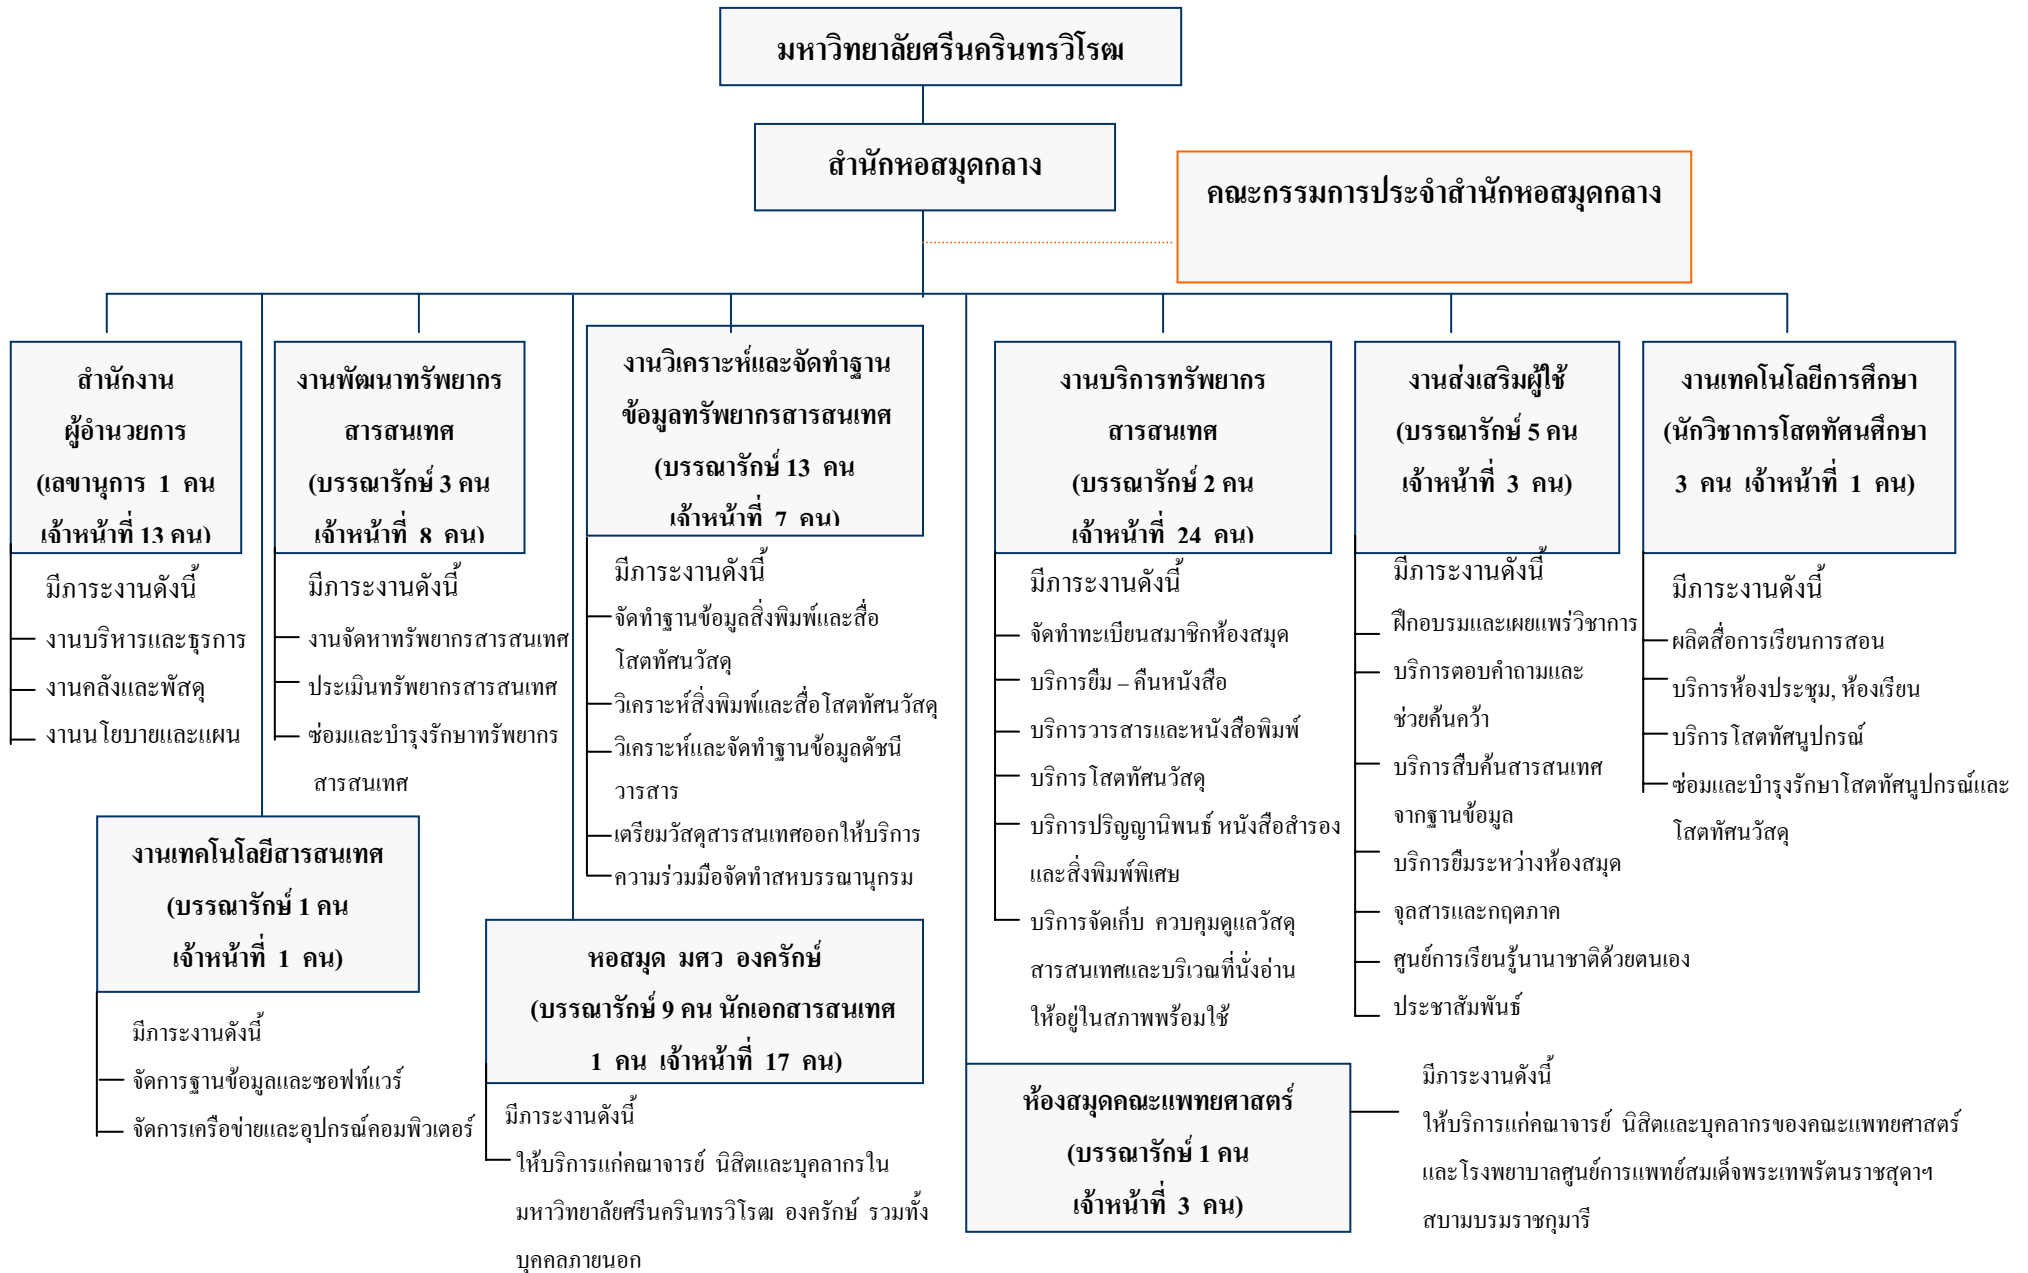 มหาวิทยาลัยศรีนครินทรวิโรฒ
สำนักหอสมุดกลาง
คณะกรรมการประจำสำนักหอสมุดกลาง
สำนักงาน
ผู้อำนวยการ
(เลขานุการ 1 คน
เจ้าหน้าที่ 13 คน)
มีภาระงานดังนี้
งานบริหารและธุรการ
งานคลังและพัสดุ
งานนโยบายและแผน
งานพัฒนาทรัพยากร
สารสนเทศ
(บรรณารักษ์ 3 คน
เจ้าหน้าที่ 8 คน)
มีภาระงานดังนี้
งานจัดหาทรัพยากรสารสนเทศ
ประเมินทรัพยากรสารสนเทศ
ซ่อมและบำรุงรักษาทรัพยากร
สารสนเทศ
งานวิเคราะห์และจัดทำฐาน
ข้อมูลทรัพยากรสารสนเทศ
(บรรณารักษ์ 13 คน
เจ้าหน้าที่ 7 คน)
มีภาระงานดังนี้
จัดทำฐานข้อมูลสิ่งพิมพ์และสื่อ
โสตทัศนวัสดุ
วิเคราะห์สิ่งพิมพ์และสื่อโสตทัศนวัสดุ
วิเคราะห์และจัดทำฐานข้อมูลดัชนี
วารสาร
เตรียมวัสดุสารสนเทศออกให้บริการ
ความร่วมมือจัดทำสหบรรณานุกรม
งานบริการทรัพยากร
สารสนเทศ
(บรรณารักษ์ 2 คน
เจ้าหน้าที่ 24 คน)
มีภาระงานดังนี้
จัดทำทะเบียนสมาชิกห้องสมุด
บริการยืม – คืนหนังสือ
บริการวารสารและหนังสือพิมพ์
บริการโสตทัศนวัสดุ
บริการปริญญานิพนธ์ หนังสือสำรอง
และสิ่งพิมพ์พิเศษ
บริการจัดเก็บ ควบคุมดูแลวัสดุ
สารสนเทศและบริเวณที่นั่งอ่าน
ให้อยู่ในสภาพพร้อมใช้
งานส่งเสริมผู้ใช้
(บรรณารักษ์ 5 คน
เจ้าหน้าที่ 3 คน)
มีภาระงานดังนี้
ฝึกอบรมและเผยแพร่วิชาการ
บริการตอบคำถามและ
ช่วยค้นคว้า
บริการสืบค้นสารสนเทศ
จากฐานข้อมูล
บริการยืมระหว่างห้องสมุด
จุลสารและกฤตภาค
ศูนย์การเรียนรู้นานาชาติด้วยตนเอง
ประชาสัมพันธ์
งานเทคโนโลยีการศึกษา
(นักวิชาการโสตทัศนศึกษา
3 คน เจ้าหน้าที่ 1 คน)
มีภาระงานดังนี้
ผลิตสื่อการเรียนการสอน
บริการห้องประชุม, ห้องเรียน
บริการโสตทัศนูปกรณ์
ซ่อมและบำรุงรักษาโสตทัศนูปกรณ์และ
โสตทัศนวัสดุ
งานเทคโนโลยีสารสนเทศ
(บรรณารักษ์ 1 คน
เจ้าหน้าที่ 1 คน)
มีภาระงานดังนี้
จัดการฐานข้อมูลและซอฟท์แวร์
จัดการเครือข่ายและอุปกรณ์คอมพิวเตอร์
หอสมุด มศว องครักษ์
(บรรณารักษ์ 9 คน นักเอกสารสนเทศ
1 คน เจ้าหน้าที่ 17 คน)
มีภาระงานดังนี้
ให้บริการแก่คณาจารย์ นิสิตและบุคลากรใน
มหาวิทยาลัยศรีนครินทรวิโรฒ องครักษ์ รวมทั้ง
บุคคลภายนอก
ห้องสมุดคณะแพทยศาสตร์
(บรรณารักษ์ 1 คน
เจ้าหน้าที่ 3 คน)
มีภาระงานดังนี้
ให้บริการแก่คณาจารย์ นิสิตและบุคลากรของคณะแพทยศาสตร์
และโรงพยาบาลศูนย์การแพทย์สมเด็จพระเทพรัตนราชสุดาฯ
สบามบรมราชกุมารี